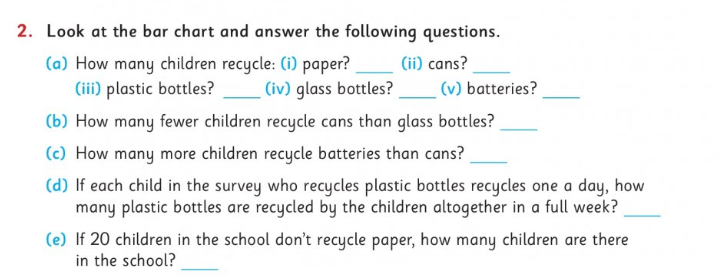 2. Look at the bar chart and answer the following questions.
(a) How many children recycle: (i) paper? ____ (ii) cans? ____
(iii) plastic bottles? ____ (iv) glass bottles? ____ (v) batteries? ____
(b) How many fewer children recycle cans than glass bottles? ____
(c) How many more children recycle batteries than cans? ____
(d) If each child in the survey who recycles plastic bottles recycles one a day, how
many plastic bottles are recycled by the children altogether in a full week? ____
(e) If 20 children in the school don't recycle paper, how many children are there
in the school? ____